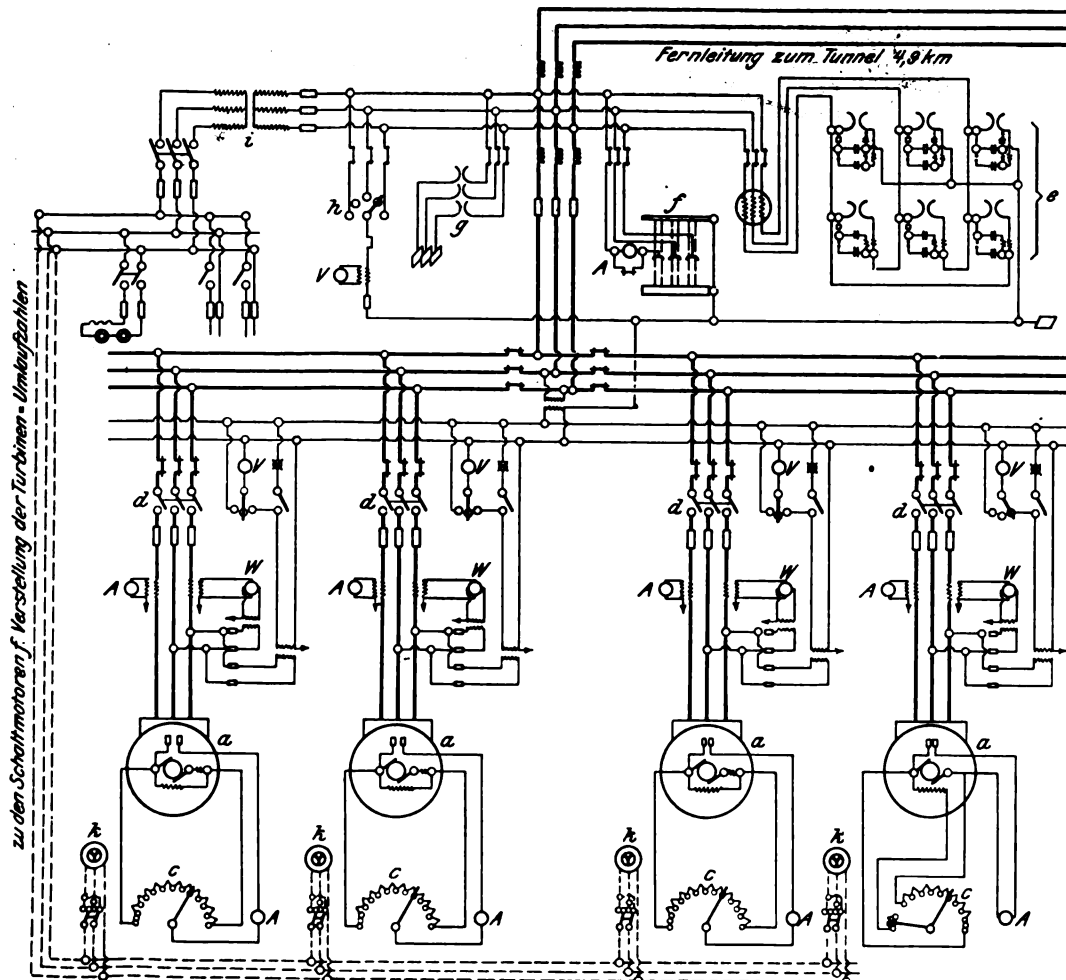 Fernleitung zum Tunnel 4,9 km
i
h
g
f
e
V
A
zu den Schaltmotoren f. Verstellung der Turbinen=Umlaufzahlen
V
V
V
V
d
d
d
d
A
W
A
W
A
W
A
W
a
a
a
a
k
k
k
k
c
c
c
c
A
A
A
A